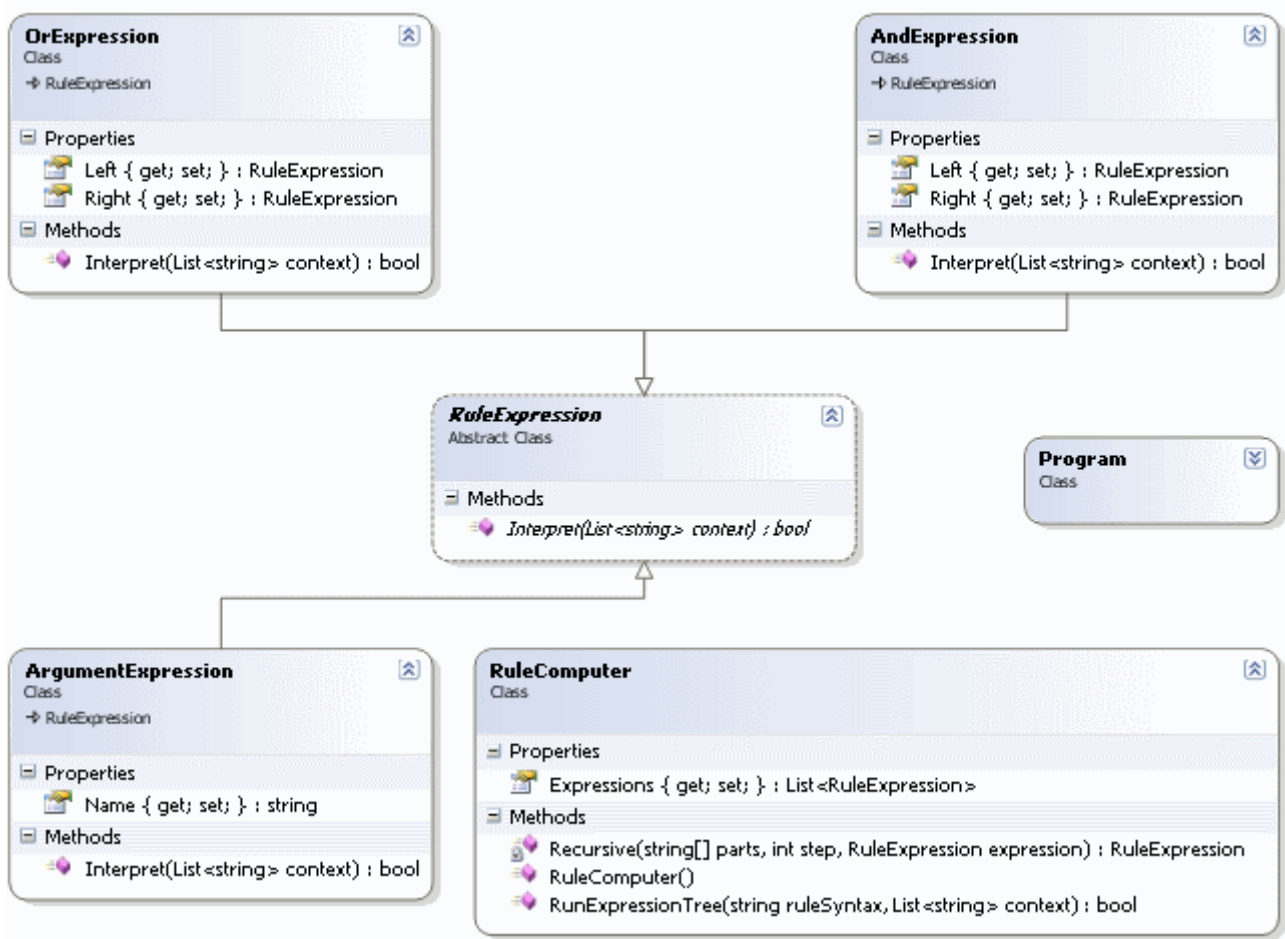 OrExpression
Class
RuleExpression
Properties
Left { get; set; } : RuleExpression
Right { get; set; } : RuleExpression
Methods
Interpret(List<string> context) : bool
AndExpression
Class
RuleExpression
Properties
Left { get; set; } : RuleExpression
Right { get; set; } : RuleExpression
Methods
Interpret(List<string> context) : bool
RuleExpression
Abstract Class
Methods
Interpret(List<string> context) : bool
Program
Class
ArgumentExpression
Class
RuleExpression
Properties
Name { get; set; } : string
Methods
Interpret(List<string> context) : bool
RuleComputer
Class
Properties
Expressions { get; set; } : List<RuleExpression>
Methods
Recursive(string[] parts, int step, RuleExpression expression) : RuleExpression
RuleComputer()
RunExpressionTree(string ruleSyntax, List<string> context) : bool